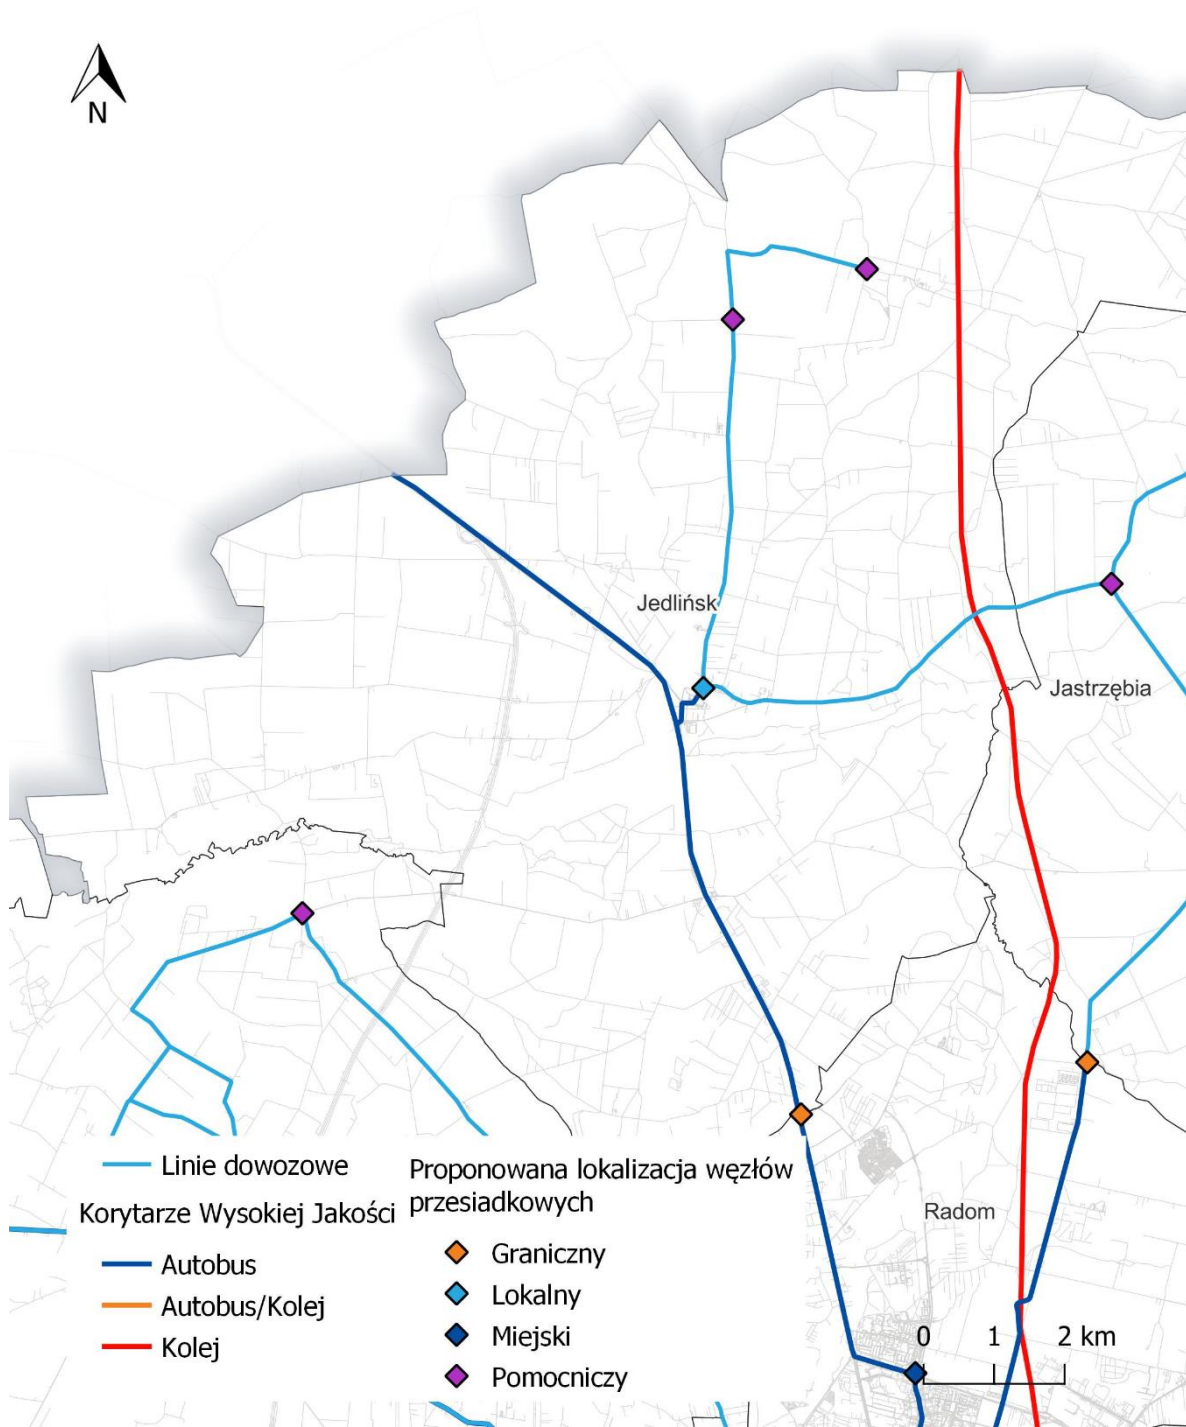 N
Jedlińsk
Jastrzębia
Radom
Linie dowozowe
Korytarze Wysokiej Jakości
Autobus
Autobus/Kolej
Kolej
Proponowana lokalizacja węzłów
przesiadkowych
Graniczny
Lokalny
Miejski
Pomocniczy
0 1 2 km